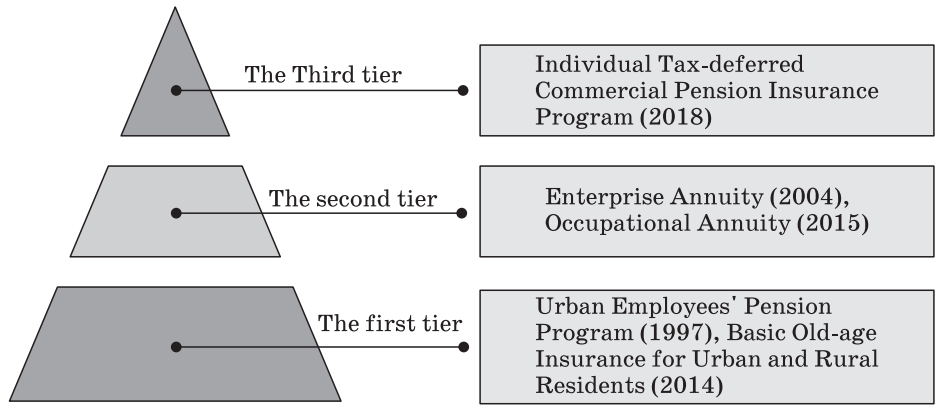 The Third tier
Individual Tax-deferred
Commercial Pension Insurance
Program (2018)
The second tier
Enterprise Annuity (2004),
Occupational Annuity (2015)
The first tier
Urban Employees' Pension
Program (1997), Basic Old-age
Insurance for Urban and Rural
Residents (2014)